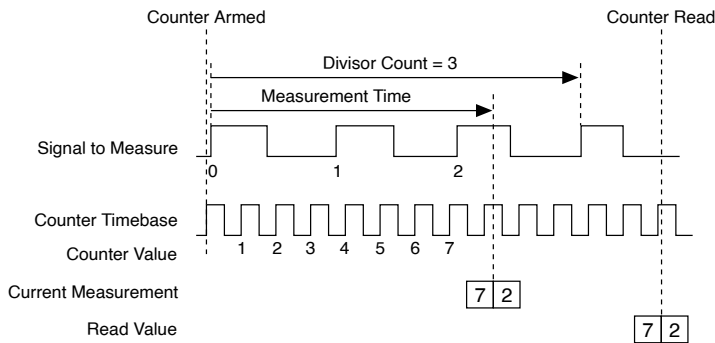 Counter Armed
Counter Read
Divisor Count = 3
Measurement Time
Signal to Measure
0 1 2
Counter Timebase
Counter Value
1 2 3 4 5 6 7
Current Measurement
7 2
Read Value
7 2